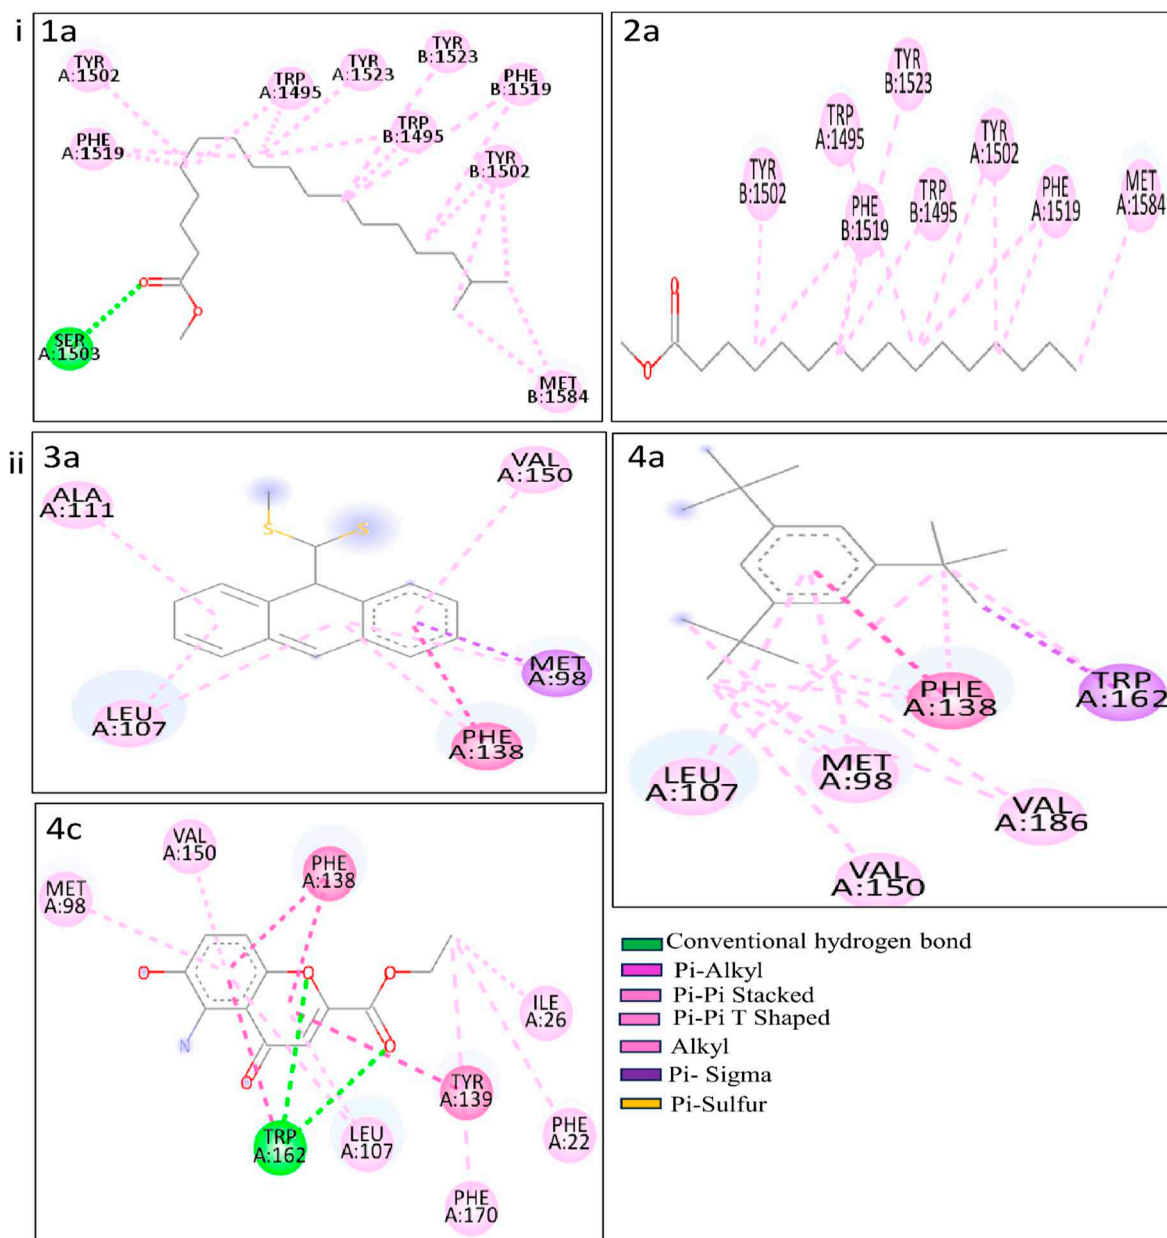 i
1a
TYR
A:1502
TRP
A:1495
TYR
A:1523
TYR
B:1523
PHE
B:1519
PHE
A:1519
TRP
B:1495
TYR
B:1502
O
O
SER
A:1503
MET
B:1584
2a
TYR
B:1523
TRP
A:1495
TYR
A:1502
TYR
B:1502
PHE
B:1519
TRP
B:1495
PHE
A:1519
MET
A:1584
O
O
ii
3a
VAL
A:150
ALA
A:111
S
S
MET
A:98
LEU
A:107
PHE
A:138
4a
PHE
A:138
TRP
A:162
LEU
A:107
MET
A:98
VAL
A:186
VAL
A:150
4c
VAL
A:150
PHE
A:138
MET
A:98
O
O
O
ILE
A:26
N
O
O
TYR
A:139
TRP
A:162
LEU
A:107
PHE
A:22
PHE
A:170
Conventional hydrogen bond
Pi-Alkyl
Pi-Pi Stacked
Pi-Pi T Shaped
Alkyl
Pi- Sigma
Pi-Sulfur